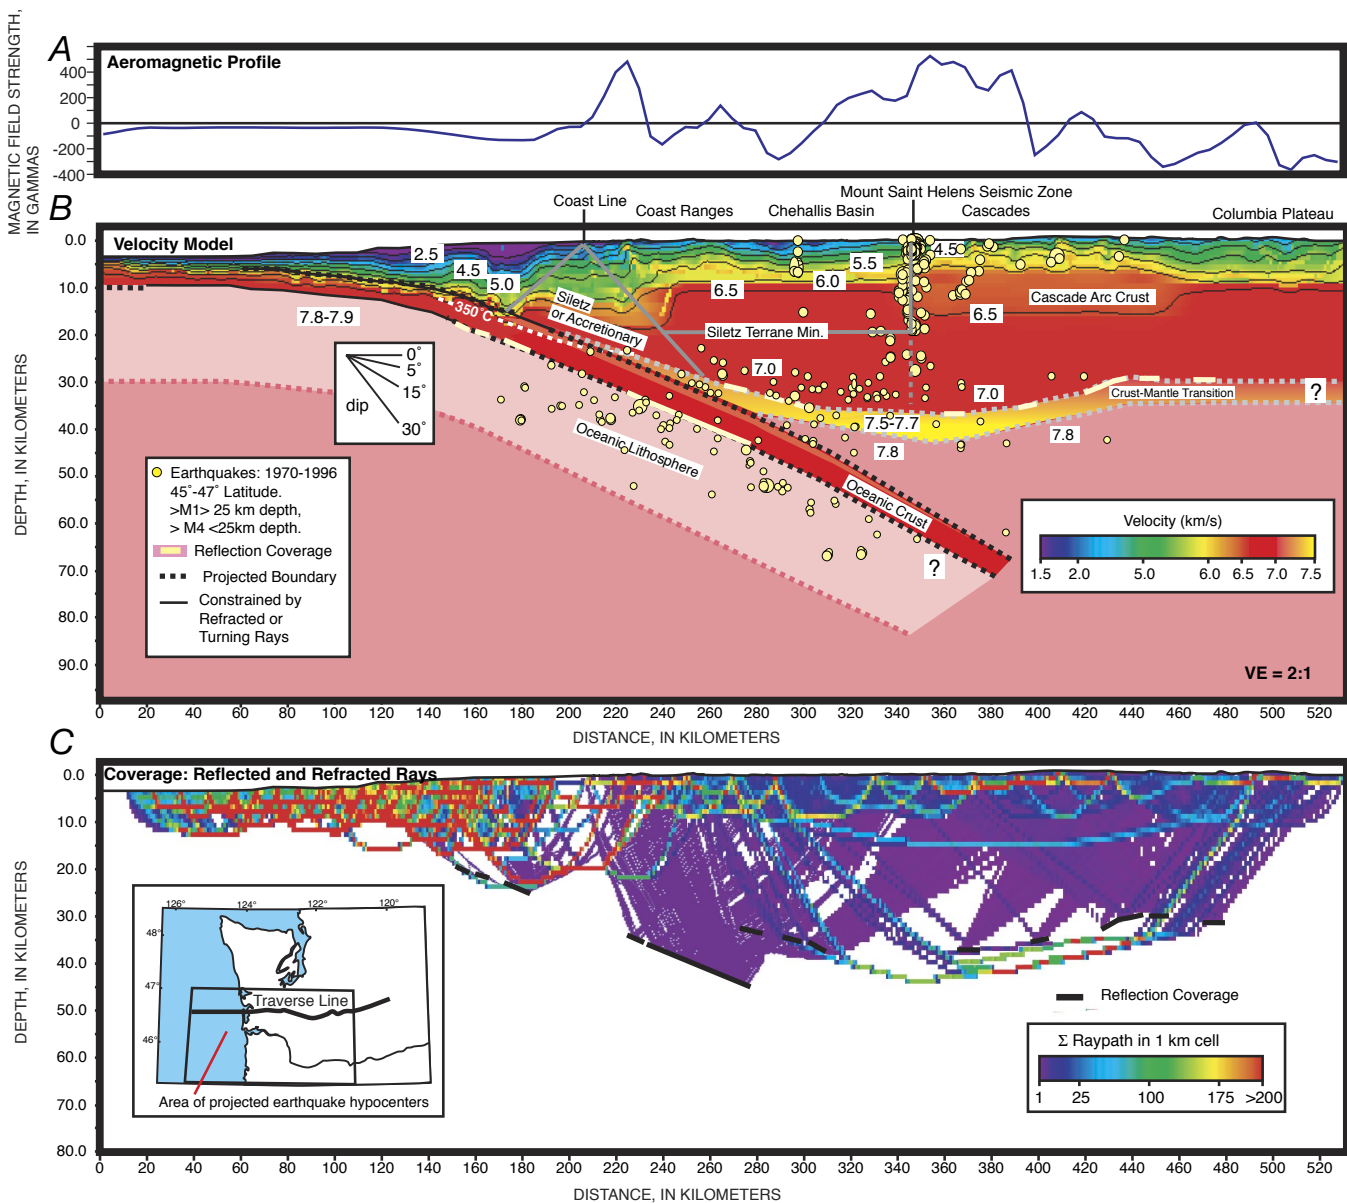 A
Aeromagnetic Profile
MAGNETIC FIELD STRENGTH,
IN GAMMAS
400
200
0
-200
-400
B
Coast Line
Mount Saint Helens Seismic Zone
Coast Ranges
Chehallis Basin
Cascades
Columbia Plateau
Velocity Model
DEPTH, IN KILOMETERS
0.0
10.0
20.0
30.0
40.0
50.0
60.0
70.0
80.0
90.0
2.5
4.5
5.0
4.5
5.5
6.0
6.5
6.5
7.8-7.9
350°C
Siletz
or Accretionary
Siletz Terrane Min.
Cascade Arc Crust
7.0
7.0
7.5-7.7
7.8
7.8
Crust-Mantle Transition
?
0°
5°
15°
30°
dip
Oceanic Lithosphere
Oceanic Crust
?
Earthquakes: 1970-1996
45°-47° Latitude.
>M1> 25 km depth,
> M4 <25km depth.
Reflection Coverage
Projected Boundary
Constrained by
Refracted or
Turning Rays
Velocity (km/s)
1.5 2.0 5.0 6.0 6.5 7.0 7.5
VE = 2:1
0 20 40 60 80 100 120 140 160 180 200 220 240 260 280 300 320 340 360 380 400 420 440 460 480 500 520
DISTANCE, IN KILOMETERS
C
Coverage: Reflected and Refracted Rays
DEPTH, IN KILOMETERS
0.0
10.0
20.0
30.0
40.0
50.0
60.0
70.0
80.0
126° 124° 122° 120°
48°
47°
46°
Traverse Line
Area of projected earthquake hypocenters
Reflection Coverage
Σ Raypath in 1 km cell
1 25 100 175 >200
0 20 40 60 80 100 120 140 160 180 200 220 240 260 280 300 320 340 360 380 400 420 440 460 480 500 520
DISTANCE, IN KILOMETERS